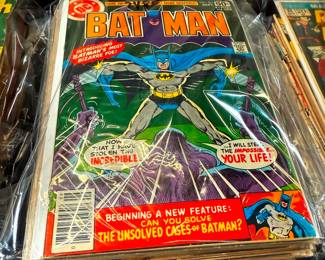 DC
BATMAN
INTRODUCING
BATMAN'S MOST
BIZARRE FOE!
NOW
THAT I HAVE
STOLEN THE
INCREDIBLE...
...I WILL STEAL
THE IMPOSSIBLE...
YOUR LIFE!
BEGINNING A NEW FEATURE:
CAN YOU SOLVE
THE UNSOLVED CASES OF BATMAN?